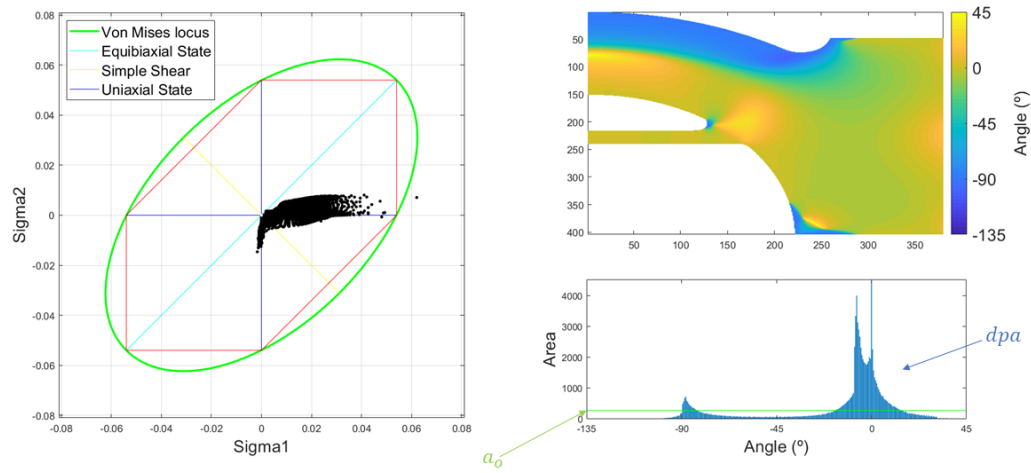 Von Mises locus
Equibiaxial State
Simple Shear
Uniaxial State
0.08
0.06
0.04
0.02
0
-0.02
-0.04
-0.06
-0.08
-0.08 -0.06 -0.04 -0.02 0 0.02 0.04 0.06 0.08
Sigma2
Sigma1
50
100
150
200
250
300
350
400
50 100 150 200 250 300 350
45
0
-45
-90
-135
Angle (º)
4000
3000
2000
1000
0
-135 -90 -45 0 45
Area
Angle (º)
dpa
a₀